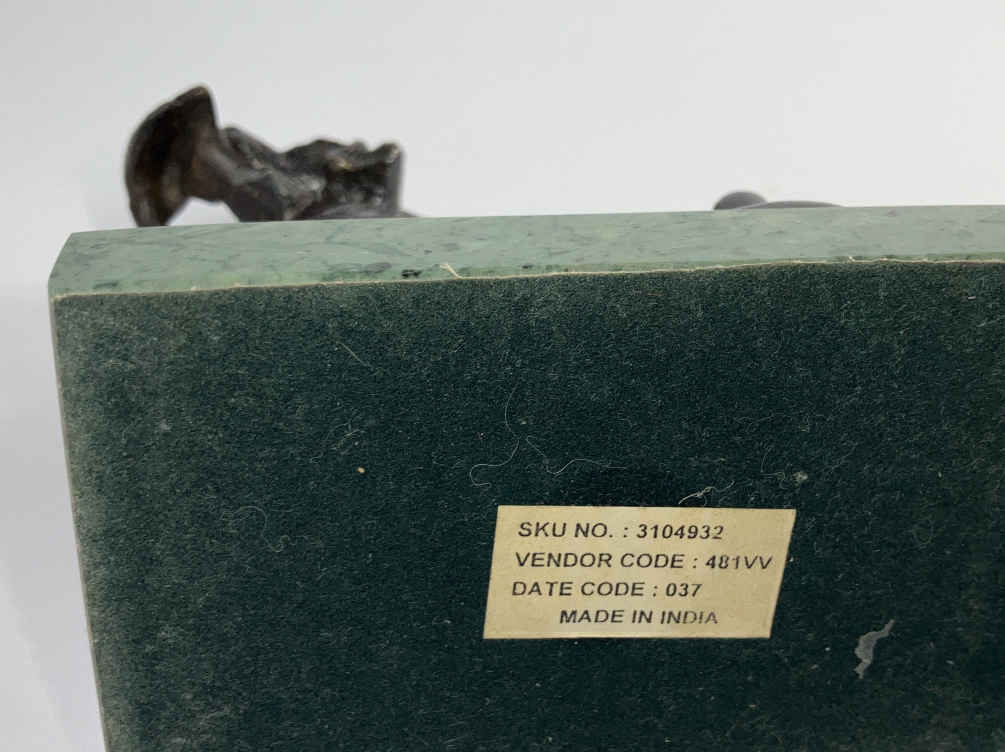 SKU NO. : 3104932
VENDOR CODE : 481VV
DATE CODE : 037
MADE IN INDIA